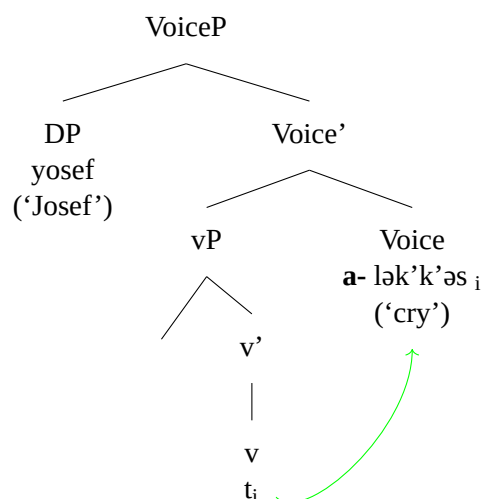 VoiceP
DP Voice’
yosef
(‘Josef’)
vP Voice
a- lək’k’əs i
(‘cry’)
v’
v
ti